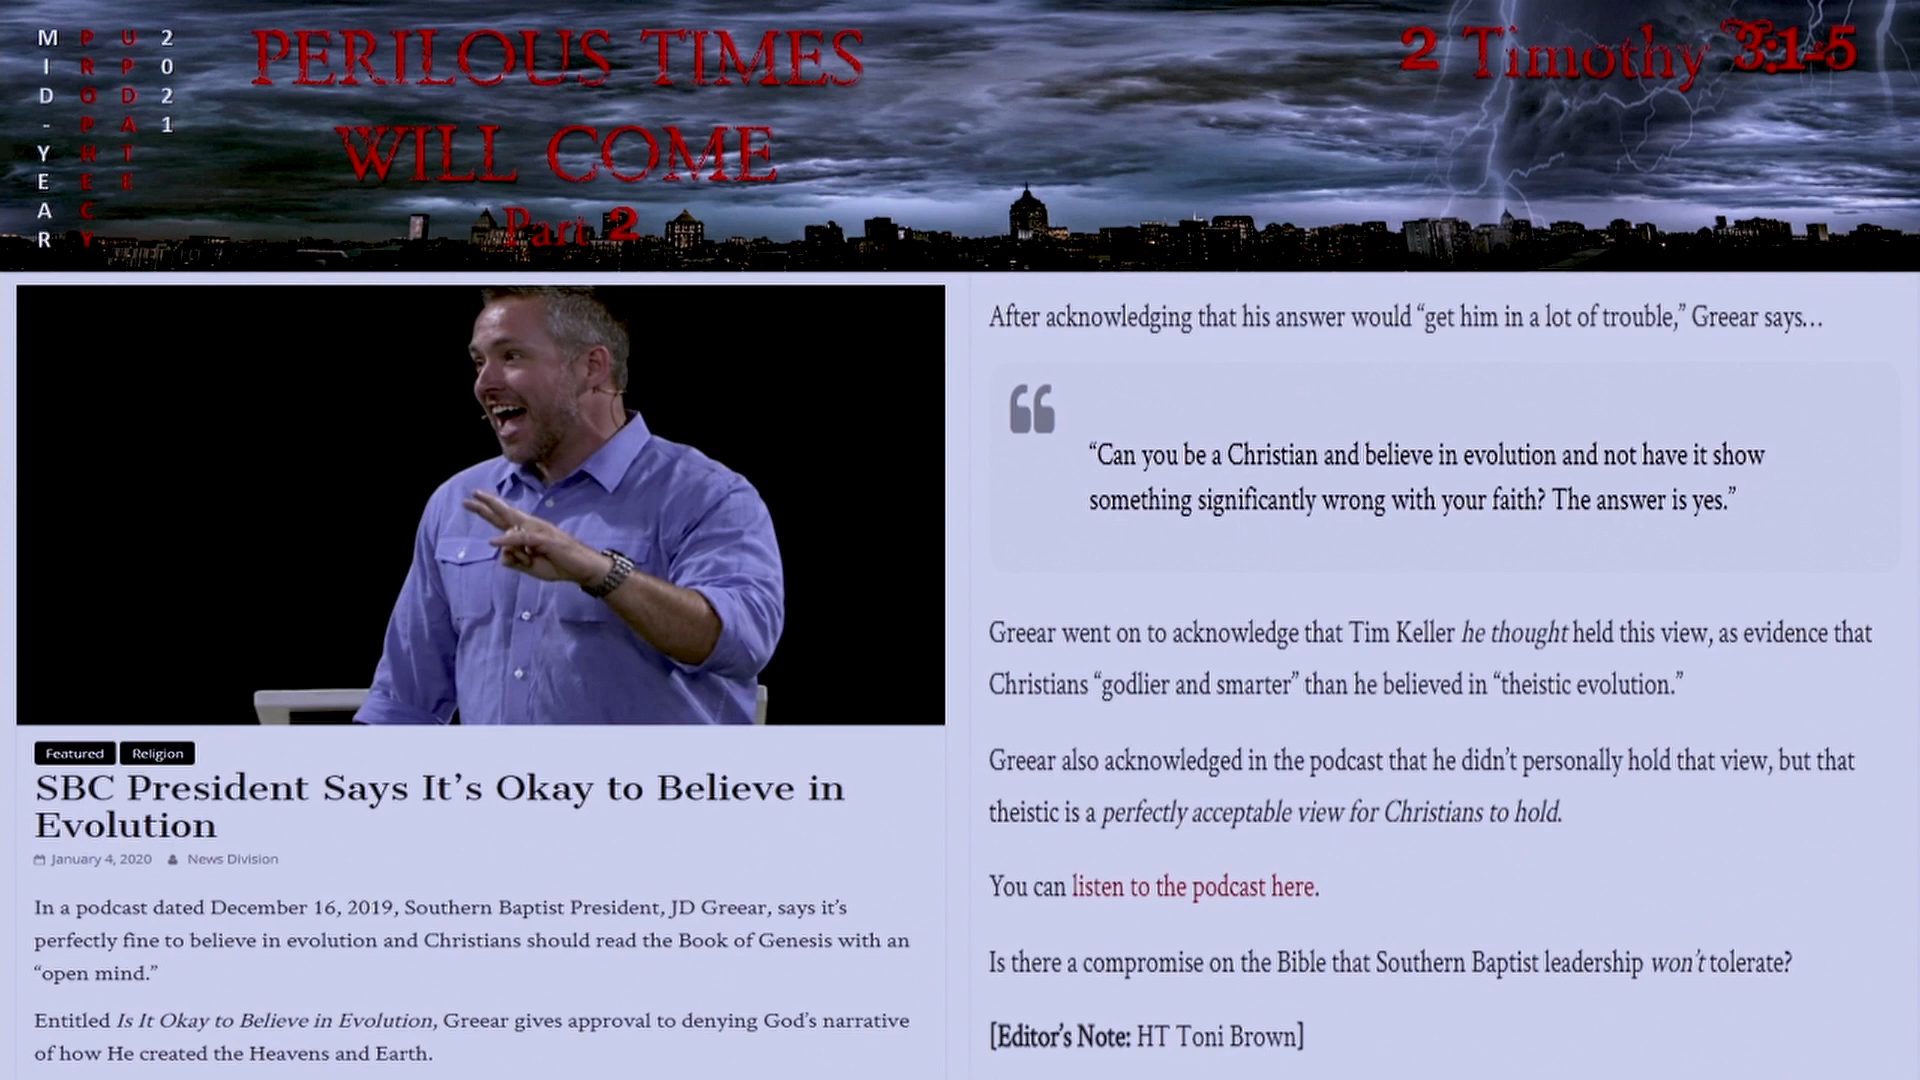 MID-YEAR
PROPHECY
UPDATE
2021
PERILOUS TIMES
WILL COME
Part 2
2 Timothy 3:1-5
Featured Religion
SBC President Says It’s Okay to Believe in
Evolution
January 4, 2020 News Division
In a podcast dated December 16, 2019, Southern Baptist President, JD Greear, says it’s
perfectly fine to believe in evolution and Christians should read the Book of Genesis with an
“open mind.”
Entitled Is It Okay to Believe in Evolution, Greear gives approval to denying God’s narrative
of how He created the Heavens and Earth.
After acknowledging that his answer would “get him in a lot of trouble,” Greear says…
“Can you be a Christian and believe in evolution and not have it show
something significantly wrong with your faith? The answer is yes.”
Greear went on to acknowledge that Tim Keller he thought held this view, as evidence that
Christians “godlier and smarter” than he believed in “theistic evolution.”
Greear also acknowledged in the podcast that he didn’t personally hold that view, but that
theistic is a perfectly acceptable view for Christians to hold.
You can listen to the podcast here.
Is there a compromise on the Bible that Southern Baptist leadership won’t tolerate?
[Editor’s Note: HT Toni Brown]